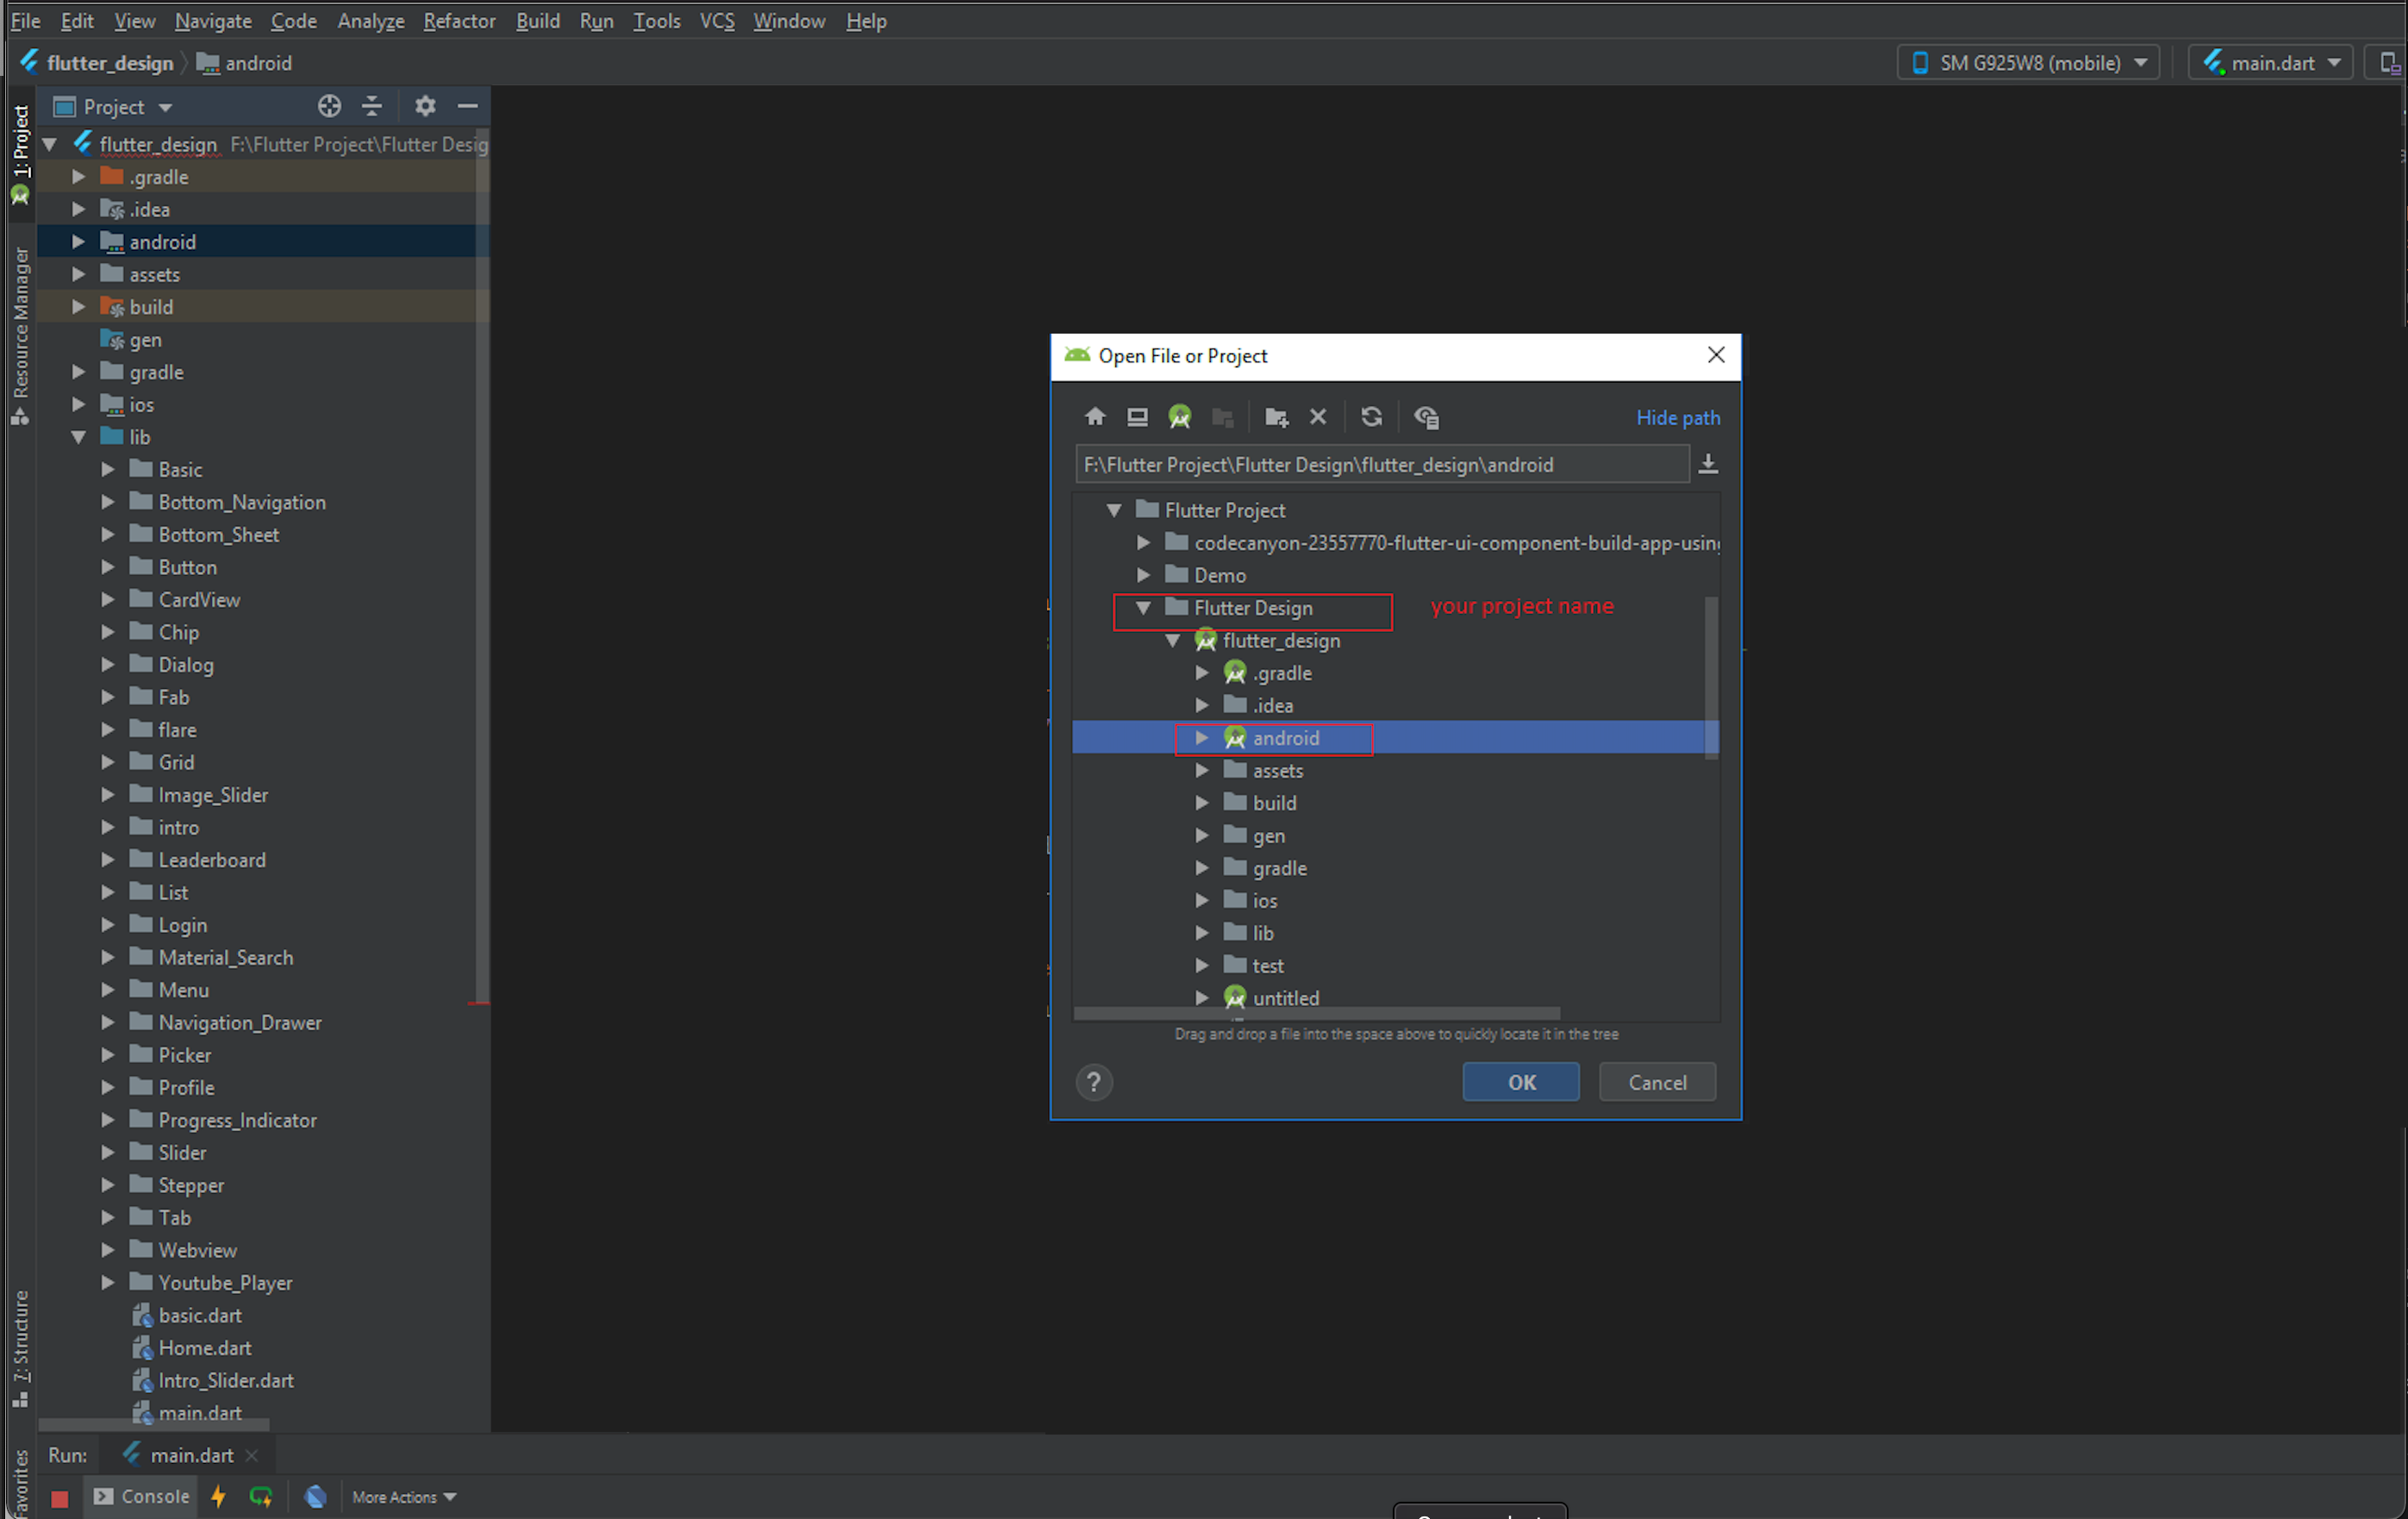 File Edit View Navigate Code Analyze Refactor Build Run Tools VCS Window Help
flutter_design android
SM G925W8 (mobile) main.dart
1: Project
Resource Manager
7: Structure
Favorites
Project
flutter_design F:\Flutter Project\Flutter Desig
.gradle
.idea
android
assets
build
gen
gradle
ios
lib
Basic
Bottom_Navigation
Bottom_Sheet
Button
CardView
Chip
Dialog
Fab
flare
Grid
Image_Slider
intro
Leaderboard
List
Login
Material_Search
Menu
Navigation_Drawer
Picker
Profile
Progress_Indicator
Slider
Stepper
Tab
Webview
Youtube_Player
basic.dart
Home.dart
Intro_Slider.dart
main.dart
Open File or Project
Hide path
F:\Flutter Project\Flutter Design\flutter_design\android
Flutter Project
codecanyon-23557770-flutter-ui-component-build-app-using
Demo
Flutter Design your project name
flutter_design
.gradle
.idea
android
assets
build
gen
gradle
ios
lib
test
untitled
Drag and drop a file into the space above to quickly locate it in the tree
? OK Cancel
Run: main.dart
Console More Actions